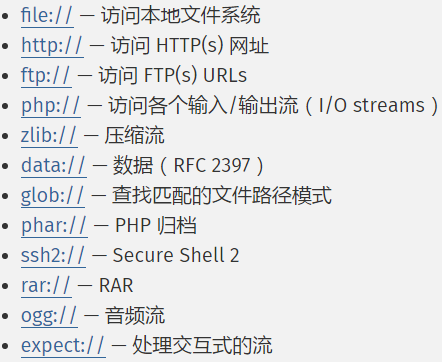 • file:// — 访问本地文件系统
• http:// — 访问 HTTP(s) 网址
• ftp:// — 访问 FTP(s) URLs
• php:// — 访问各个输入/输出流（I/O streams）
• zlib:// — 压缩流
• data:// — 数据（RFC 2397）
• glob:// — 查找匹配的文件路径模式
• phar:// — PHP 归档
• ssh2:// — Secure Shell 2
• rar:// — RAR
• ogg:// — 音频流
• expect:// — 处理交互式的流